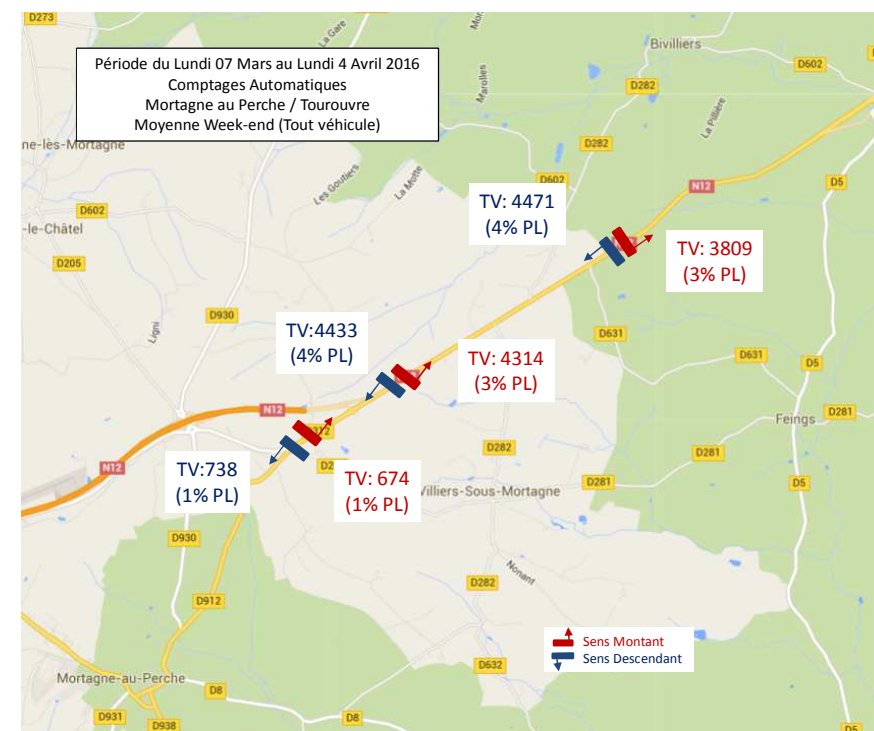 D273
La Gare
Bivilliers
D602
Période du Lundi 07 Mars au Lundi 4 Avril 2016
Comptages Automatiques
Mortagne au Perche / Tourouvre
Moyenne Week-end (Tout véhicule)
Marolles
D282
La Pillière
D282
ne-lès-Mortagne
Les Goutiers
La Motte
D602
N12
D5
D602
-le-Châtel
TV: 4471
(4% PL)
TV: 3809
(3% PL)
D205
D930
Ligni
TV:4433
(4% PL)
D631
D631
D5
TV: 4314
(3% PL)
N12
D312
D282
Feings
D281
N12
TV:738
(1% PL)
TV: 674
(1% PL)
Villiers-Sous-Mortagne
D281
D281
D5
D930
Nonant
D282
D912
Sens Montant
Sens Descendant
D632
Mortagne-au-Perche
D8
D931
D938
D8
D5